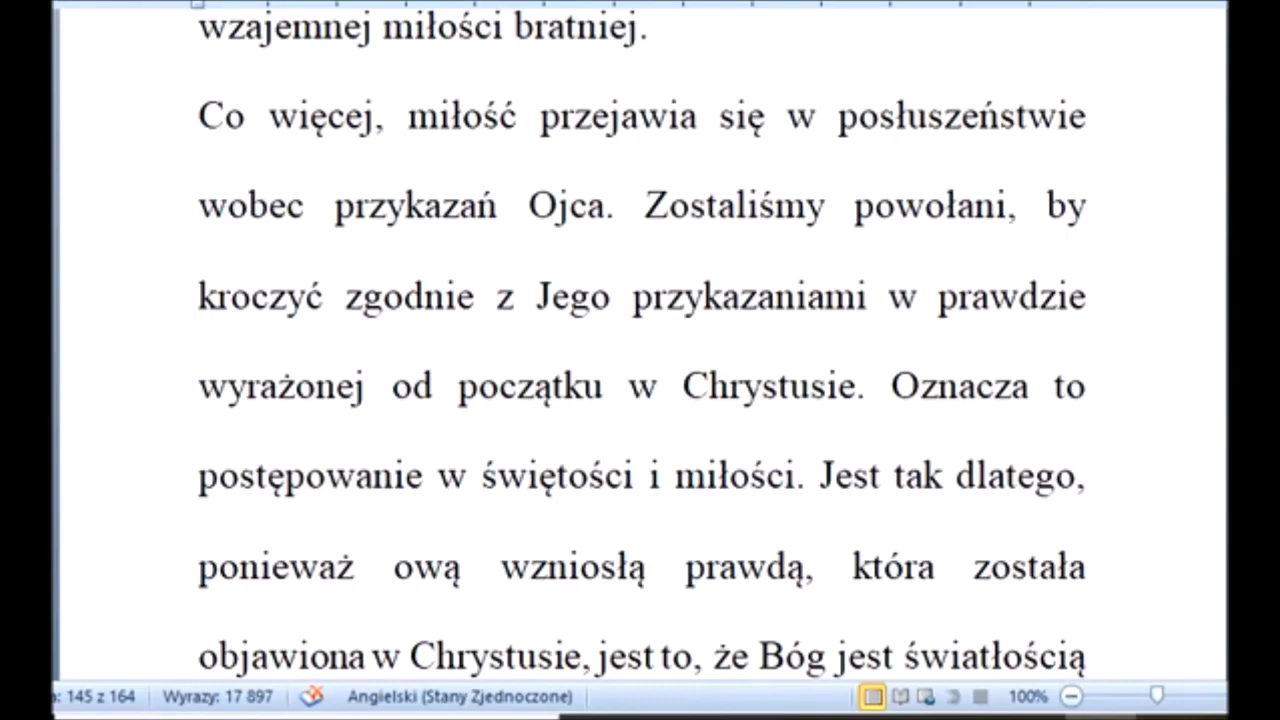 wzajemnej miłości bratniej.
Co więcej, miłość przejawia się w posłuszeństwie
wobec przykazań Ojca. Zostaliśmy powołani, by
kroczyć zgodnie z Jego przykazaniami w prawdzie
wyrażonej od początku w Chrystusie. Oznacza to
postępowanie w świętości i miłości. Jest tak dlatego,
ponieważ ową wzniosłą prawdą, która została
objawiona w Chrystusie, jest to, że Bóg jest światłością
: 145 z 164 Wyrazy: 17 897 Angielski (Stany Zjednoczone) 100%